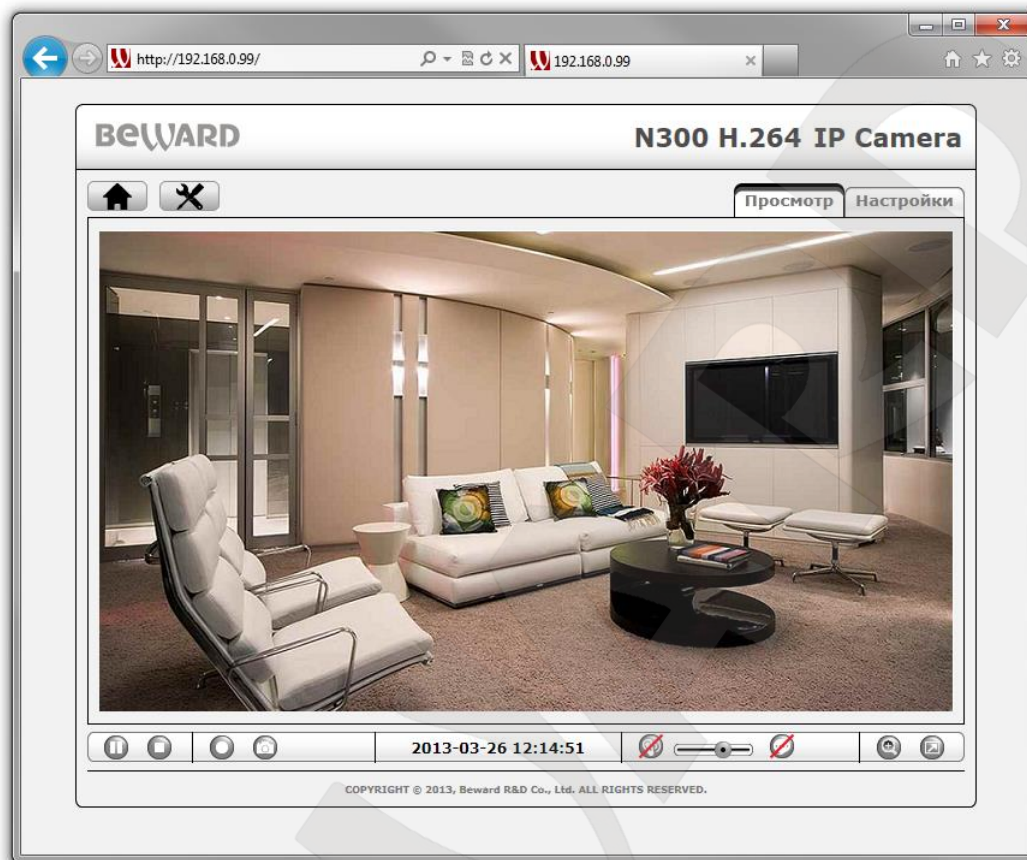 http://192.168.0.99/
192.168.0.99
BEWARD
N300 H.264 IP Camera
Просмотр
Настройки
2013-03-26 12:14:51
COPYRIGHT © 2013, Beward R&D Co., Ltd. ALL RIGHTS RESERVED.